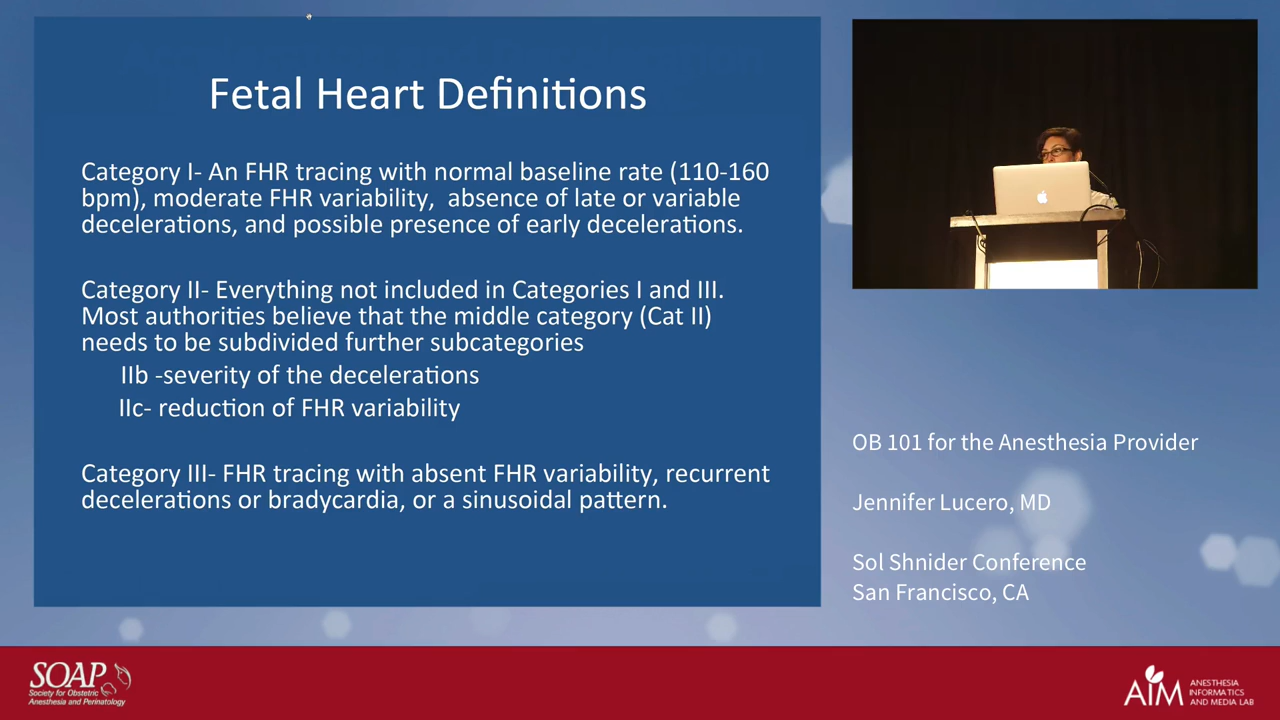 Fetal Heart Definitions
Category I- An FHR tracing with normal baseline rate (110-160
bpm), moderate FHR variability,  absence of late or variable
decelerations, and possible presence of early decelerations.
Category II- Everything not included in Categories I and III.
Most authorities believe that the middle category (Cat II)
needs to be subdivided further subcategories
IIb -severity of the decelerations
IIc- reduction of FHR variability
Category III- FHR tracing with absent FHR variability, recurrent
decelerations or bradycardia, or a sinusoidal pattern.
OB 101 for the Anesthesia Provider
Jennifer Lucero, MD
Sol Shnider Conference
San Francisco, CA
SOAP
Society for Obstetric
Anesthesia and Perinatology
AIM
ANESTHESIA
INFORMATICS
AND MEDIA LAB